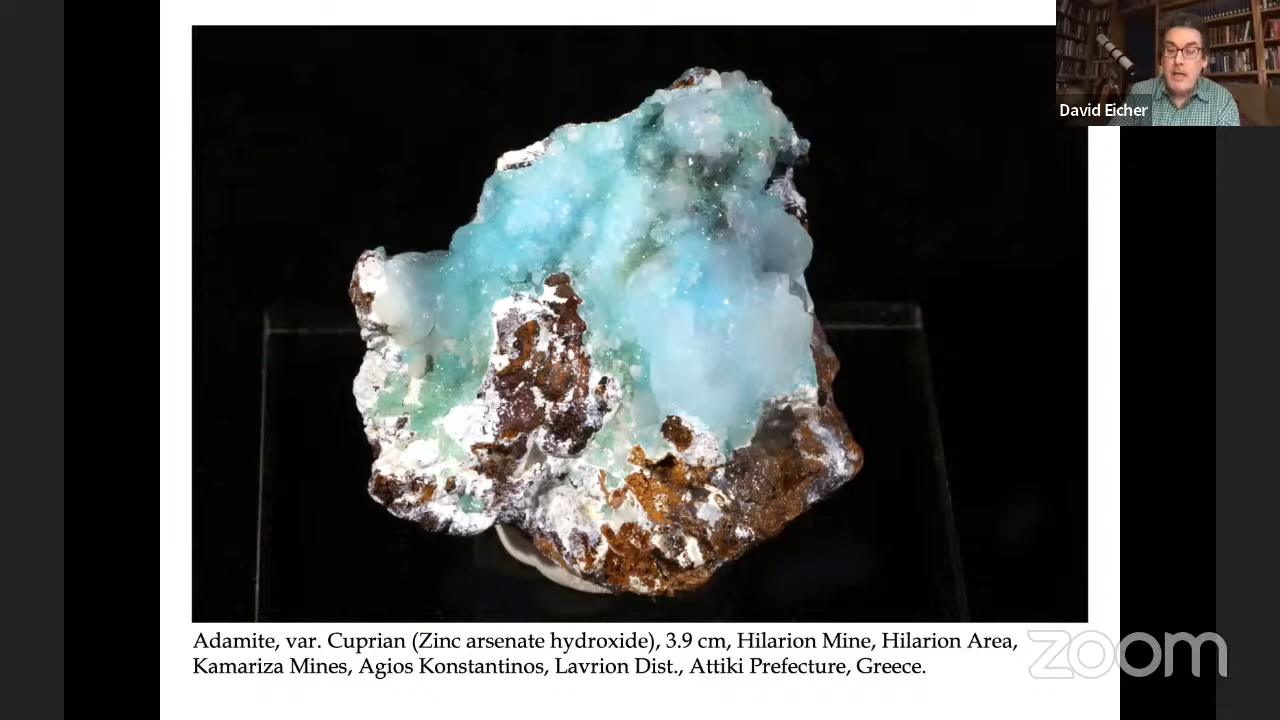 David Eicher
Adamite, var. Cuprian (Zinc arsenate hydroxide), 3.9 cm, Hilarion Mine, Hilarion Area,
Kamariza Mines, Agios Konstantinos, Lavrion Dist., Attiki Prefecture, Greece.
zoom